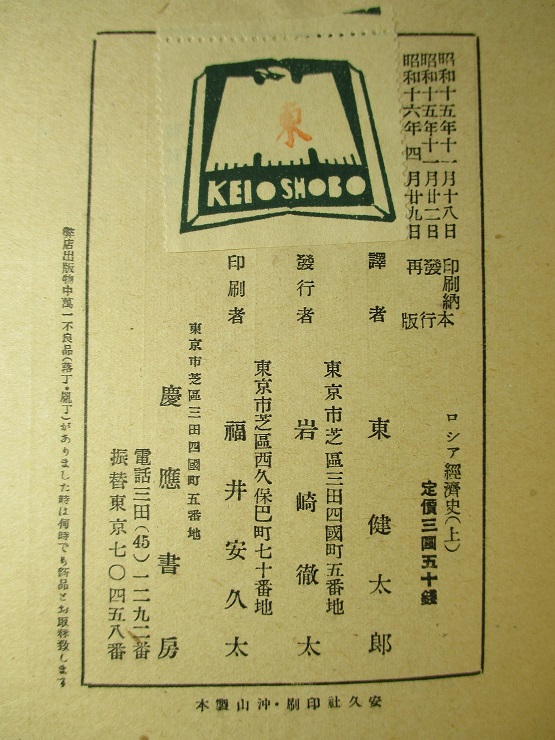 昭和十五年十一月十八日 印刷納本
昭和十五年十一月廿二日 發行
昭和十六年四月廿九日 再版
ロシア經濟史(上)
定價三圓五十錢
譯者 東健太郎
東京市芝區三田四國町五番地
發行者 岩崎徹太
東京市芝區西久保巴町七十番地
印刷者 福井安久太
東京市芝區三田四國町五番地
慶應書房
電話三田(45)一二九二番
振替東京七〇四五八番
東
KEIO SHOBO
弊店出版物中萬一不良品(落丁・亂丁)がありました時は何時でも新品とお取替致します
安久社印刷・沖山製本